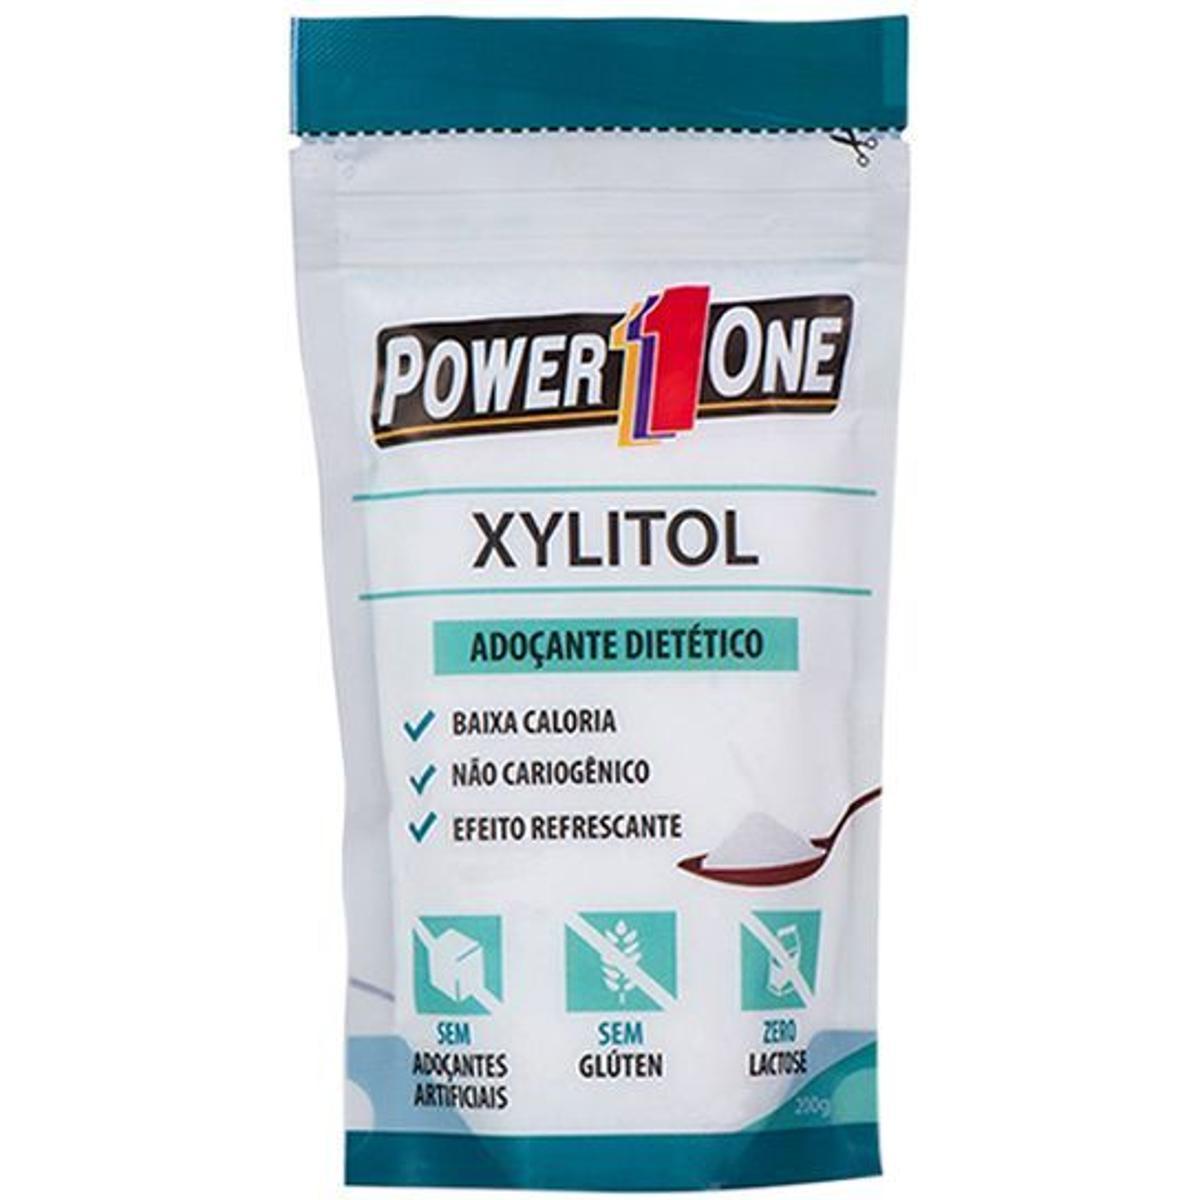 POWER 1 ONE
XYLITOL
ADOÇANTE DIETÉTICO
BAIXA CALORIA
NÃO CARIOGÊNICO
EFEITO REFRESCANTE
SEM
ADOÇANTES
ARTIFICIAIS
SEM
GLÚTEN
ZERO
LACTOSE
200g